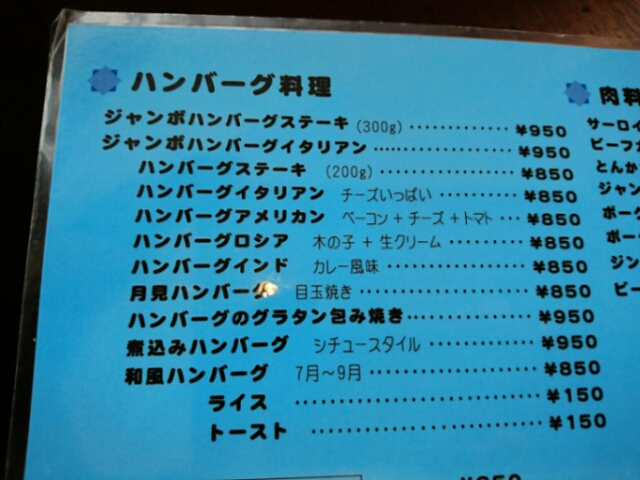 ハンバーグ料理
ジャンボハンバーグステーキ (300g) ············· ¥950
ジャンボハンバーグイタリアン ·················· ¥950
ハンバーグステーキ (200g) ·················· ¥850
ハンバーグイタリアン チーズいっぱい ············ ¥850
ハンバーグアメリカン ベーコン + チーズ + トマト ··· ¥850
ハンバーグロシア 木の子 + 生クリーム ········· ¥850
ハンバーグインド カレー風味 ················· ¥850
月見ハンバーグ 目玉焼き ···················· ¥850
ハンバーグのグラタン包み焼き ·············· ¥950
煮込みハンバーグ シチュースタイル ············ ¥950
和風ハンバーグ 7月～9月 ··················· ¥850
ライス ··························· ¥150
トースト ························· ¥150
肉料
サーロイ
ビーフカ
とんか
ジャン
ポー
ポー
ジン
ビー